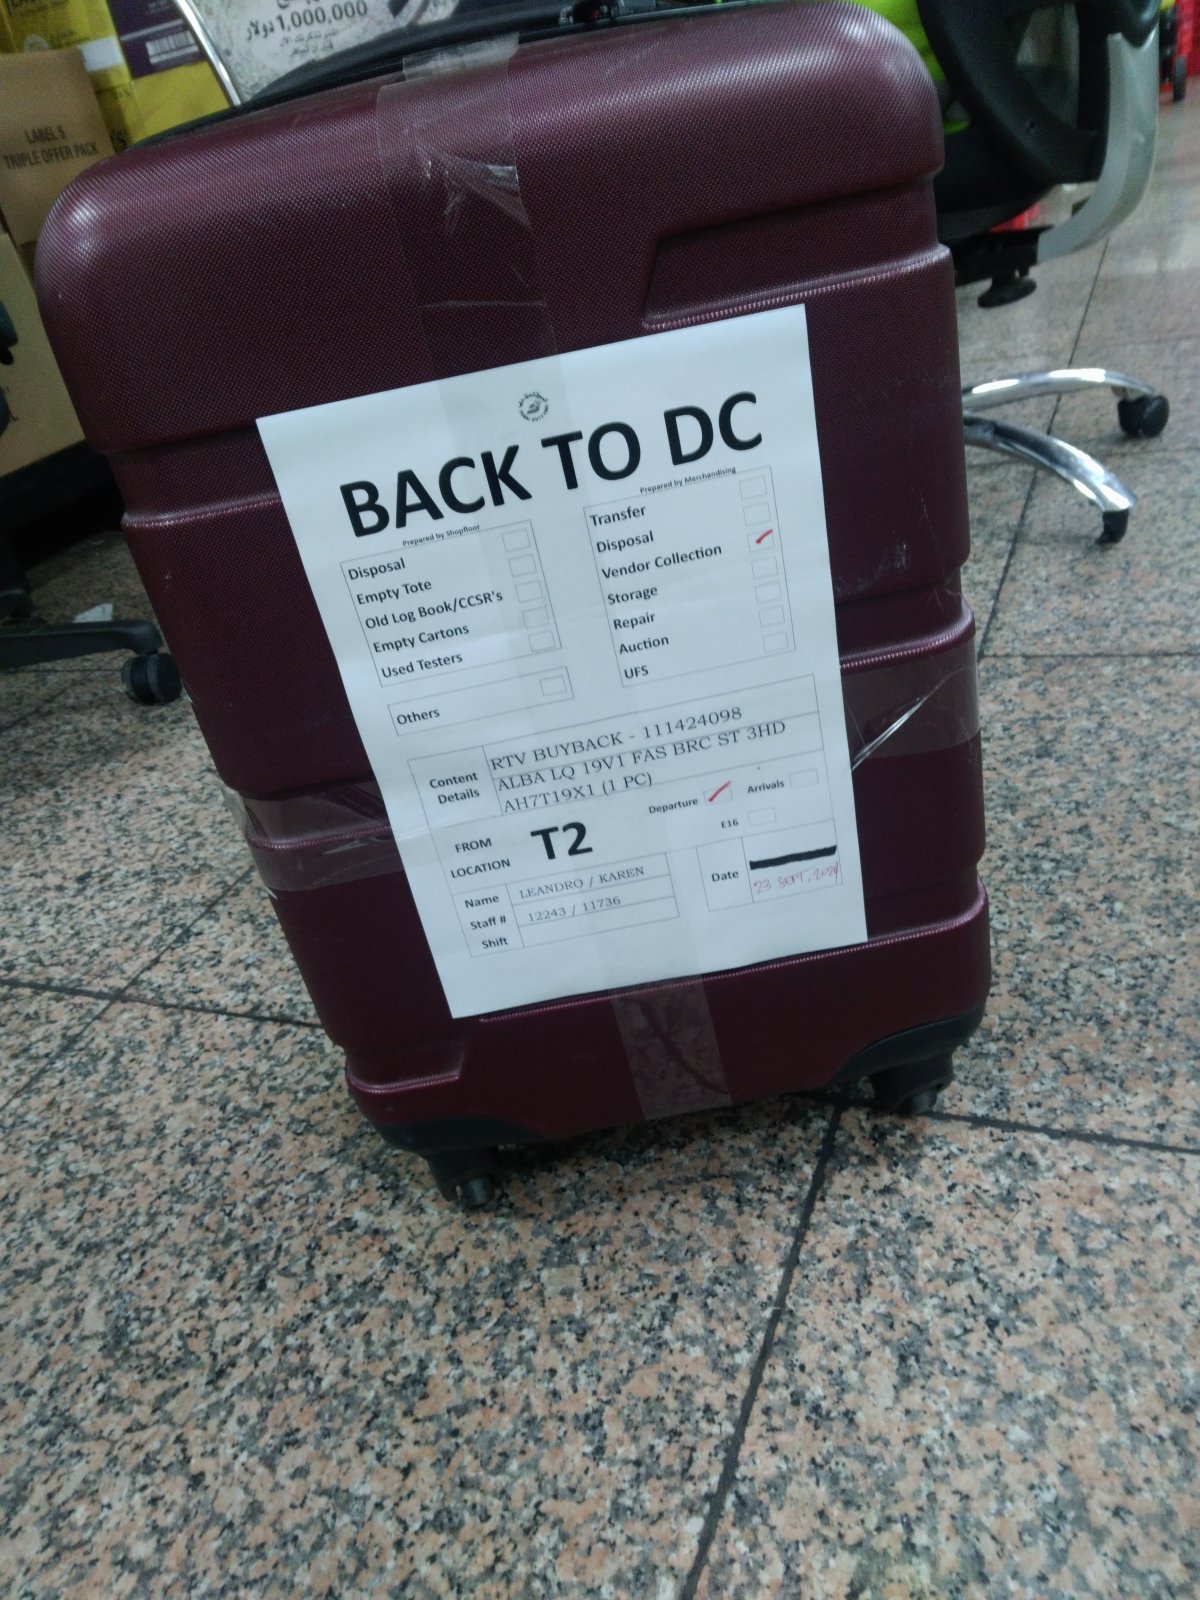 1,000,000 دولار
LABEL 5
TRIPLE OFFER PACK
BACK TO DC
Prepared by Shopfloor
Disposal
Empty Tote
Old Log Book/CCSR's
Empty Cartons
Used Testers
Others
Prepared by Merchandising
Transfer
Disposal
Vendor Collection
Storage
Repair
Auction
UFS
Content Details
RTV BUYBACK - 111424098
ALBA LQ 19V1 FAS BRC ST 3HD
AH7T19X1 (1 PC)
FROM
LOCATION
T2
Departure
Arrivals
E16
Name LEANDRO / KAREN
Staff # 12243 / 11736
Shift
Date
23 SEPT, 2024